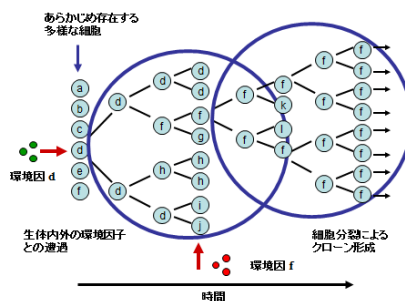 あらかじめ存在する
多様な細胞
a
b
c
d
e
f
d
d
d
f
h
d
d
d
f
g
h
h
i
j
f
f
f
k
l
f
f
f
f
f
f
f
f
f
f
f
f
f
f
環境因 d
生体内外の環境因子
との遭遇
環境因 f
細胞分裂による
クローン形成
時間